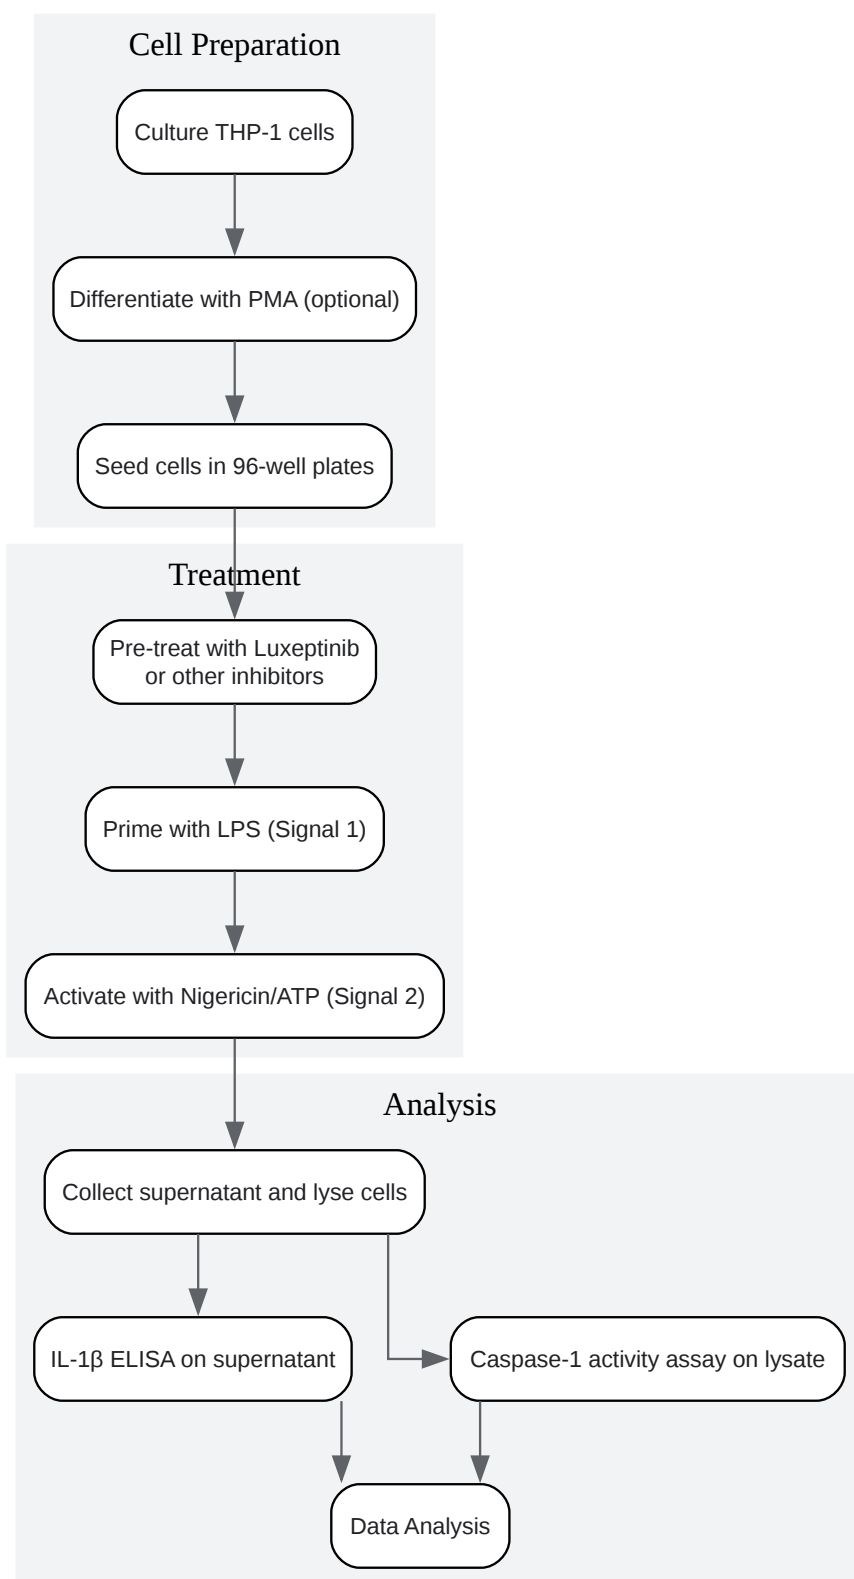 Cell Preparation
Culture THP-1 cells
Differentiate with PMA (optional)
Seed cells in 96-well plates
Treatment
Pre-treat with Luxeptinib
or other inhibitors
Prime with LPS (Signal 1)
Activate with Nigericin/ATP (Signal 2)
Analysis
Collect supernatant and lyse cells
IL-1β ELISA on supernatant
Caspase-1 activity assay on lysate
Data Analysis